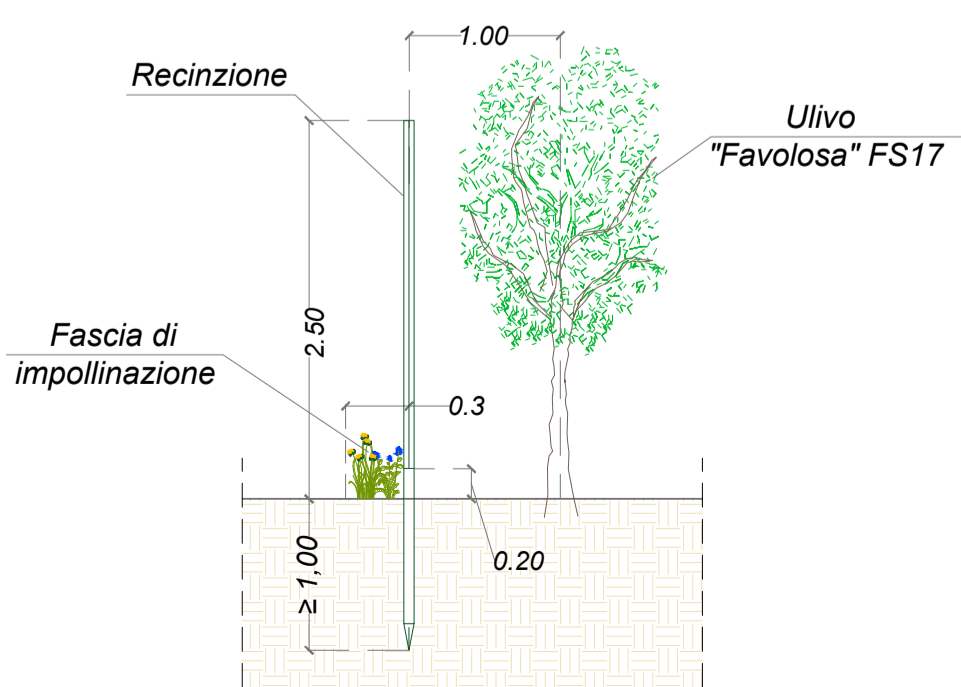 1.00
Recinzione
Ulivo
"Favolosa" FS17
2.50
Fascia di
impollinazione
0.3
0.20
≥ 1,00